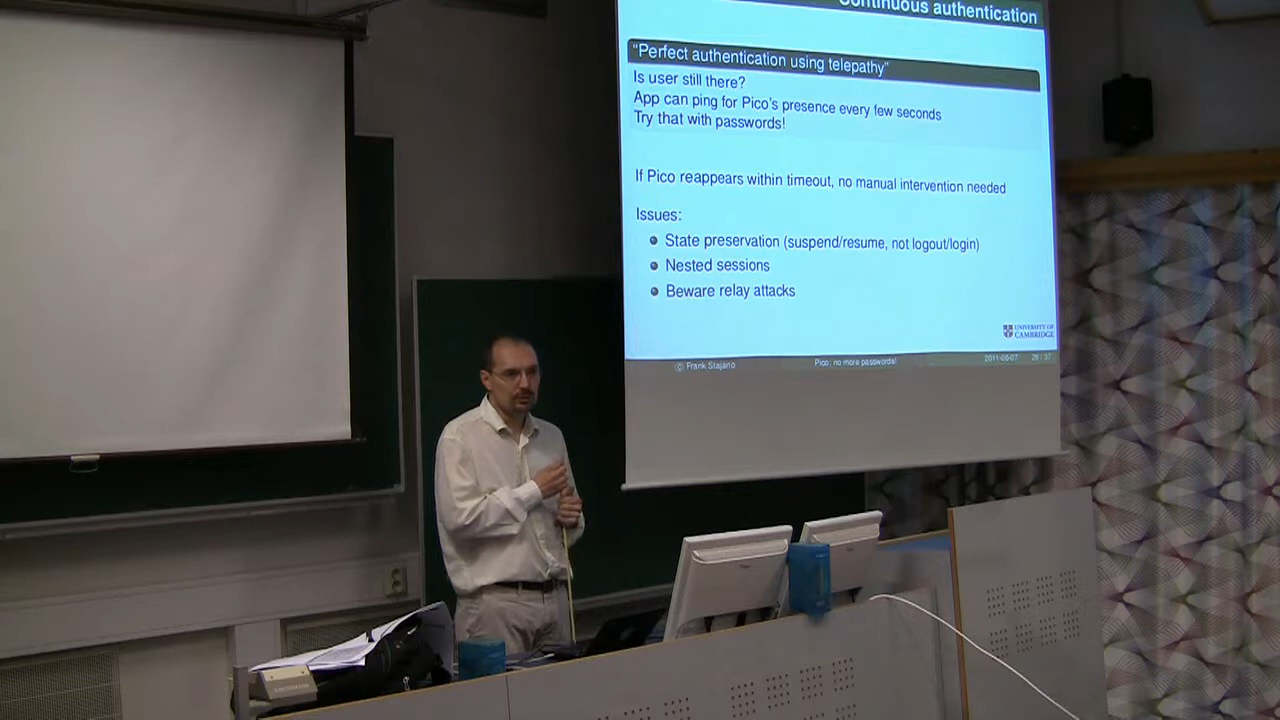 Continuous authentication
"Perfect authentication using telepathy"
Is user still there?
App can ping for Pico's presence every few seconds
Try that with passwords!
If Pico reappears within timeout, no manual intervention needed
Issues:
State preservation (suspend/resume, not logout/login)
Nested sessions
Beware relay attacks
UNIVERSITY OF
CAMBRIDGE
© Frank Stajano Pico: no more passwords! 2011-06-07 26 / 37